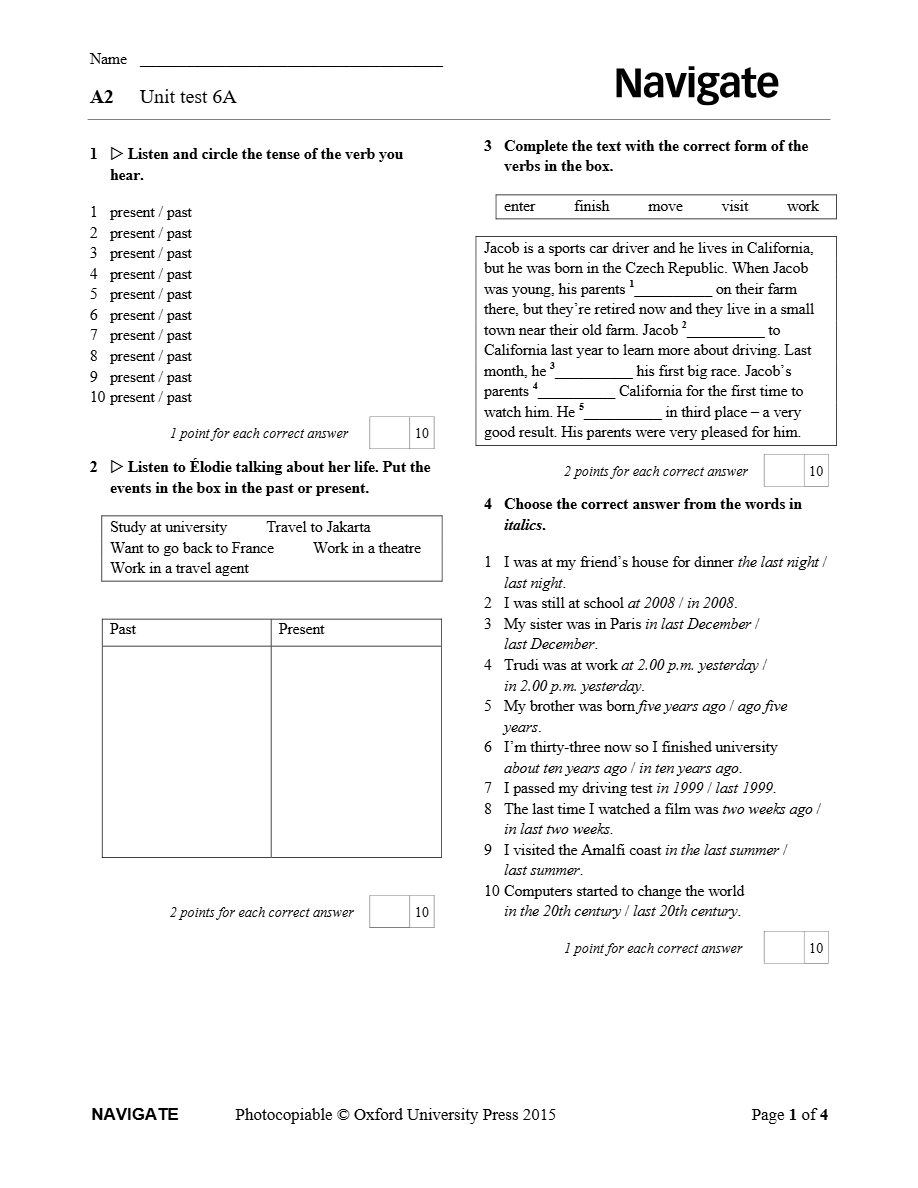 Name ____________________________________
Navigate
A2 Unit test 6A
1 ▷ Listen and circle the tense of the verb you
hear.
1 present / past
2 present / past
3 present / past
4 present / past
5 present / past
6 present / past
7 present / past
8 present / past
9 present / past
10 present / past
1 point for each correct answer 10
2 ▷ Listen to Élodie talking about her life. Put the
events in the box in the past or present.
Study at university Travel to Jakarta
Want to go back to France Work in a theatre
Work in a travel agent
Past Present
2 points for each correct answer 10
3 Complete the text with the correct form of the
verbs in the box.
enter finish move visit work
Jacob is a sports car driver and he lives in California,
but he was born in the Czech Republic. When Jacob
was young, his parents 1__________ on their farm
there, but they’re retired now and they live in a small
town near their old farm. Jacob 2__________ to
California last year to learn more about driving. Last
month, he 3__________ his first big race. Jacob’s
parents 4__________ California for the first time to
watch him. He 5__________ in third place – a very
good result. His parents were very pleased for him.
2 points for each correct answer 10
4 Choose the correct answer from the words in
italics.
1 I was at my friend’s house for dinner the last night /
last night.
2 I was still at school at 2008 / in 2008.
3 My sister was in Paris in last December /
last December.
4 Trudi was at work at 2.00 p.m. yesterday /
in 2.00 p.m. yesterday.
5 My brother was born five years ago / ago five
years.
6 I’m thirty-three now so I finished university
about ten years ago / in ten years ago.
7 I passed my driving test in 1999 / last 1999.
8 The last time I watched a film was two weeks ago /
in last two weeks.
9 I visited the Amalfi coast in the last summer /
last summer.
10 Computers started to change the world
in the 20th century / last 20th century.
1 point for each correct answer 10
NAVIGATE Photocopiable © Oxford University Press 2015 Page 1 of 4